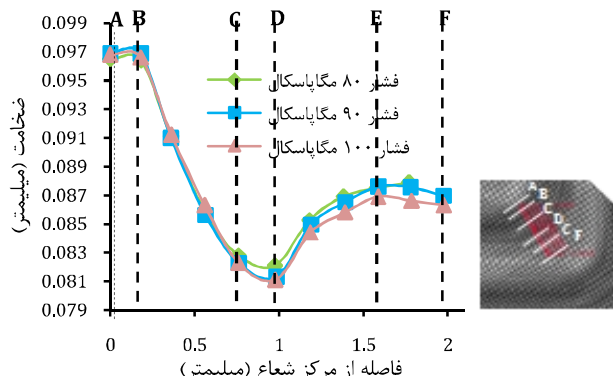 A B C D E F
0.099
0.097
0.095
0.093
0.091
0.089
0.087
0.085
0.083
0.081
0.079
ضخامت (میلیمتر)
فشار ۸۰ مگاپاسکال
فشار ۹۰ مگاپاسکال
فشار ۱۰۰ مگاپاسکال
0 0.5 1 1.5 2
فاصله از مرکز شعاع (میلیمتر)
A
B
C
D
C
F